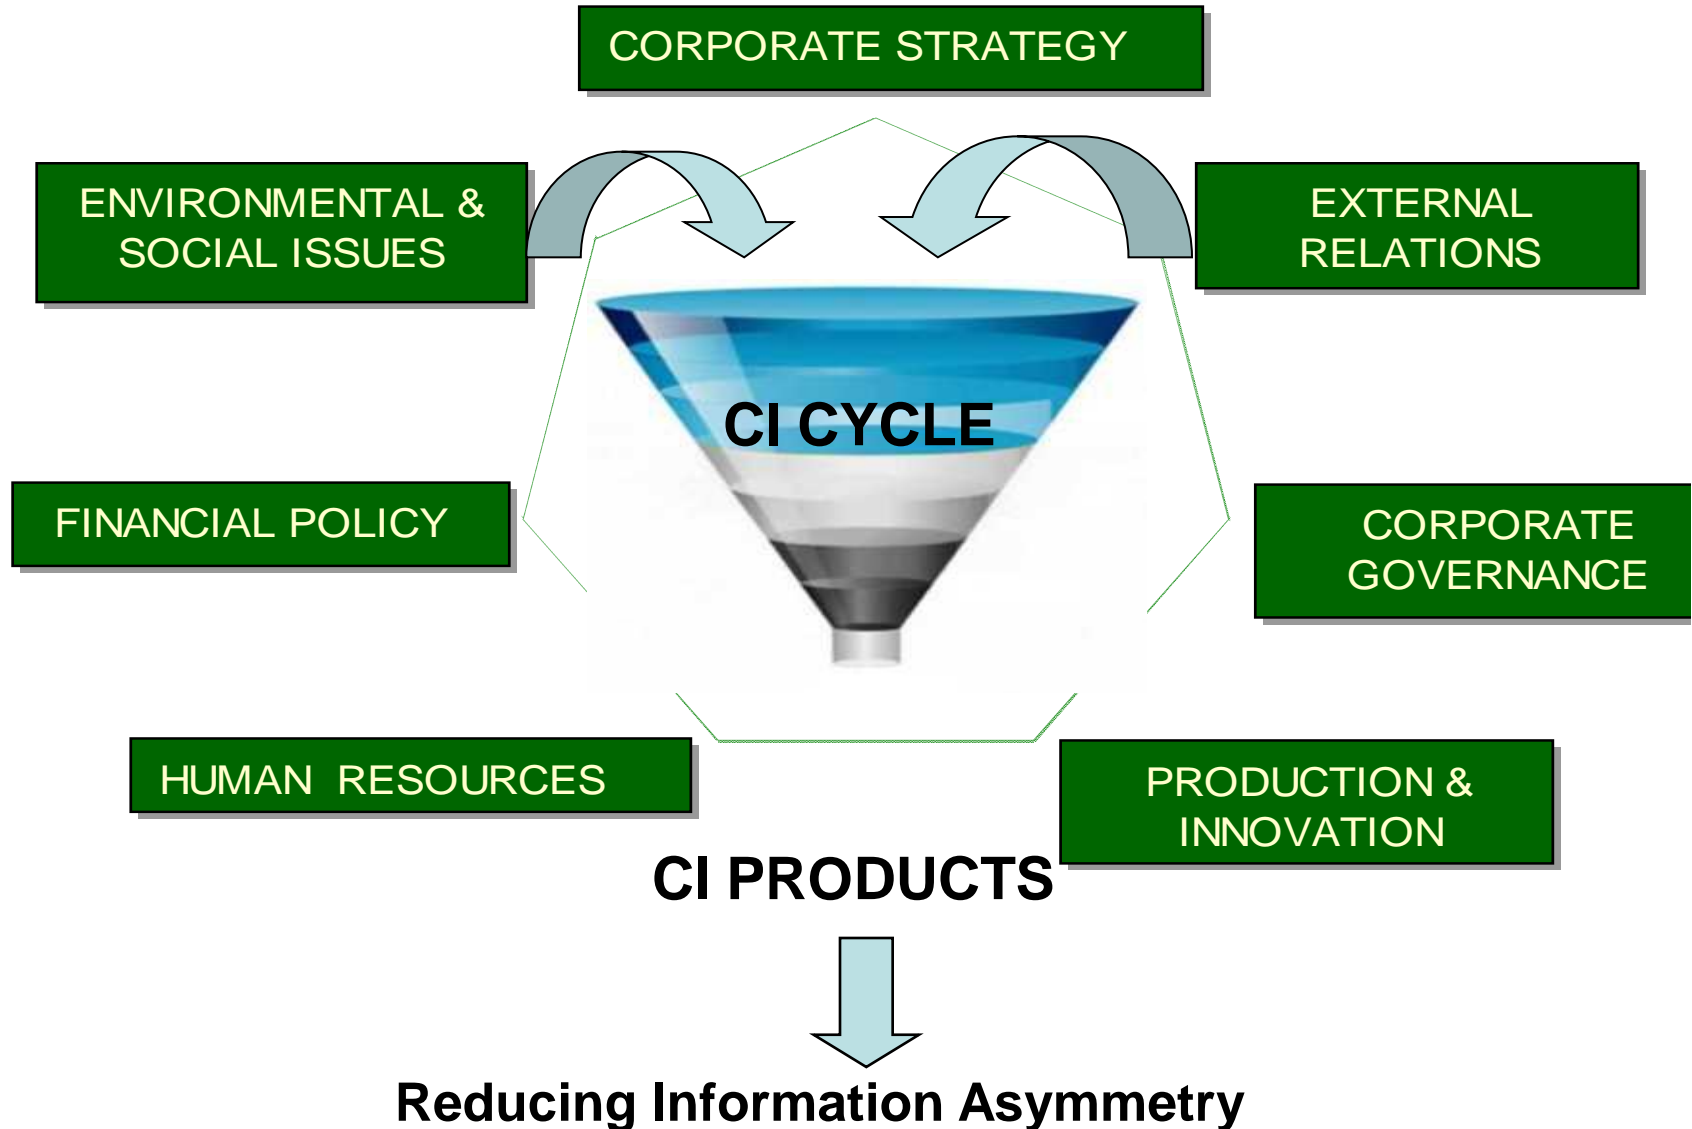 CORPORATE STRATEGY
ENVIRONMENTAL &
SOCIAL ISSUES
EXTERNAL
RELATIONS
CI CYCLE
FINANCIAL POLICY
CORPORATE
GOVERNANCE
HUMAN RESOURCES
PRODUCTION &
INNOVATION
CI PRODUCTS
Reducing Information Asymmetry